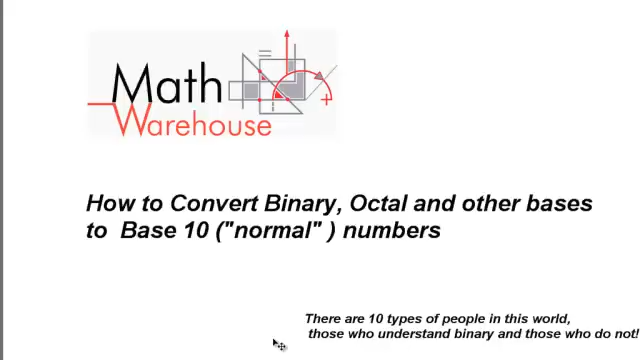 Math
Warehouse
How to Convert Binary, Octal and other bases
to Base 10 ("normal" ) numbers
There are 10 types of people in this world,
those who understand binary and those who do not!